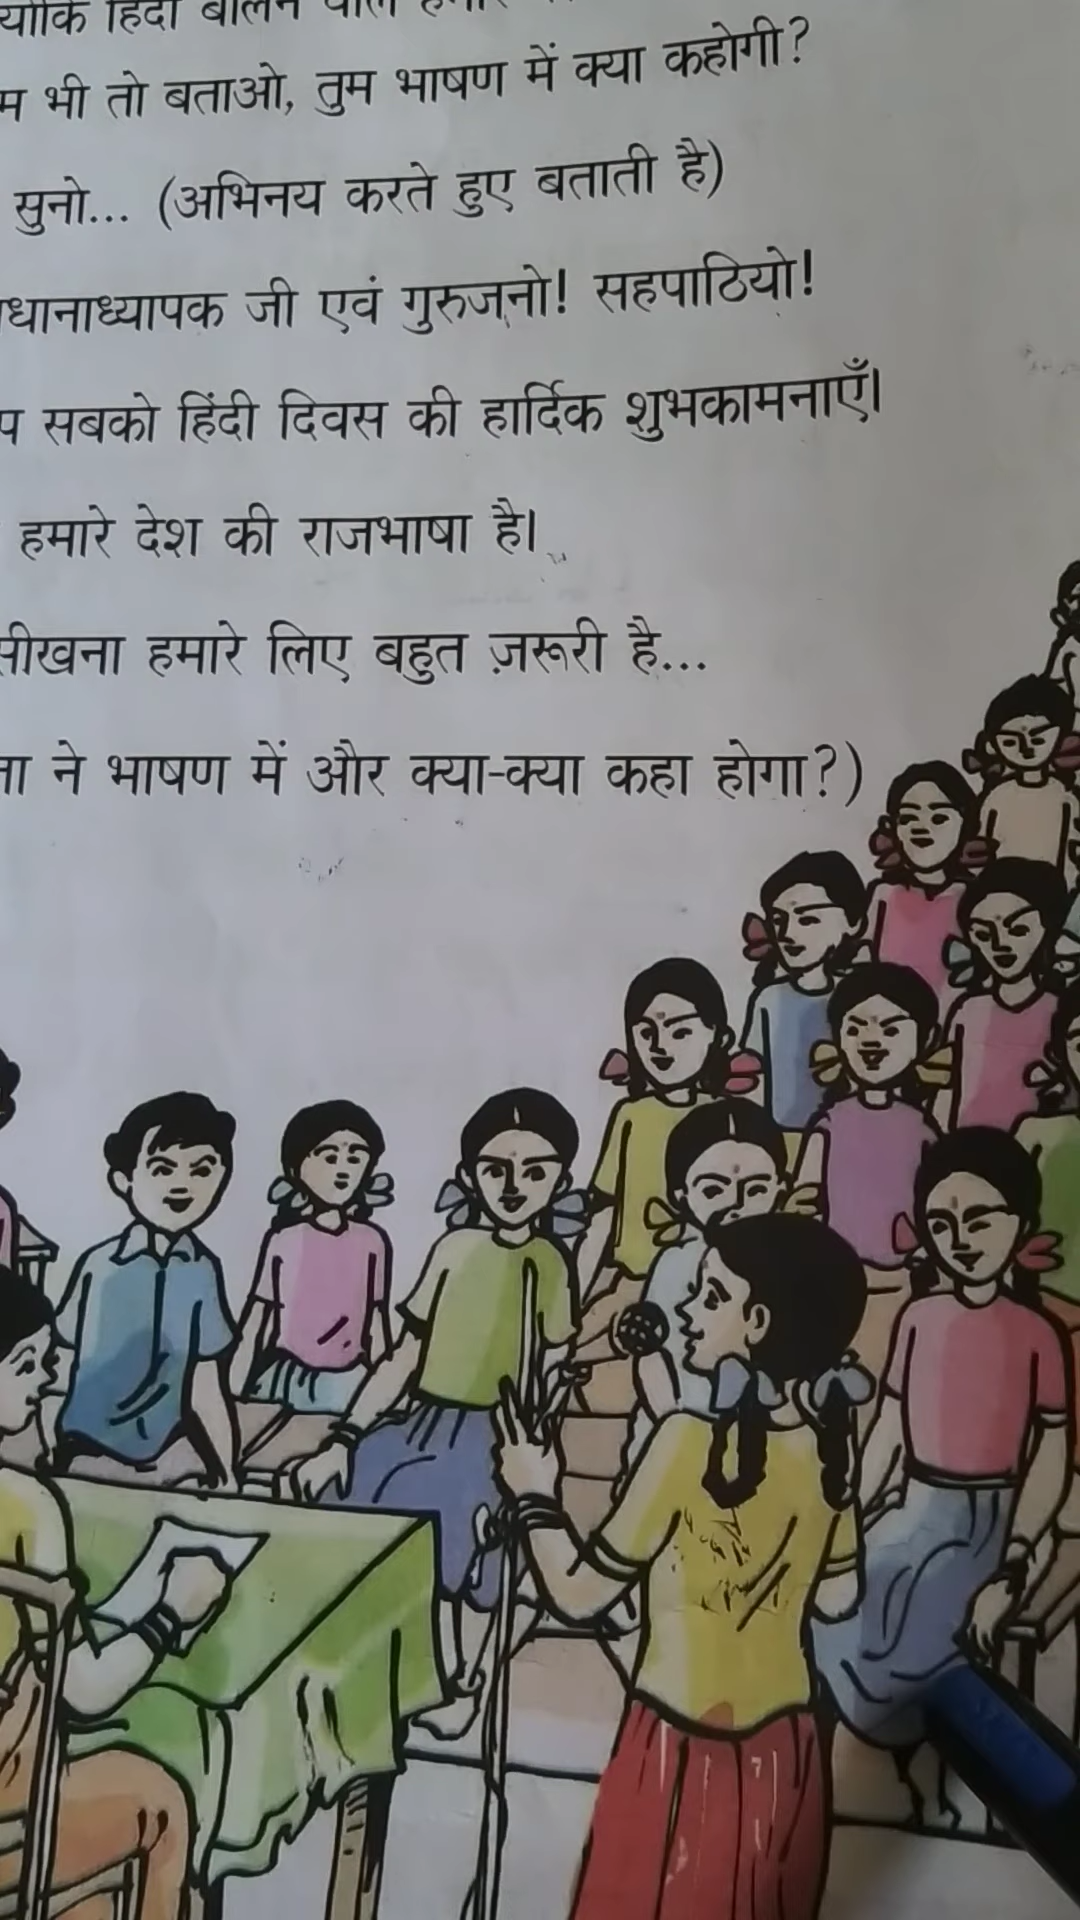 हिंदी बोलने वाले
भी तो बताओ, तुम भाषण में क्या कहोगी?
सुनो... (अभिनय करते हुए बताती है)
धानाध्यापक जी एवं गुरुजनो! सहपाठियो!
प सबको हिंदी दिवस की हार्दिक शुभकामनाएँ।
हमारे देश की राजभाषा है।
सीखना हमारे लिए बहुत ज़रूरी है...
ने भाषण में और क्या-क्या कहा होगा?)